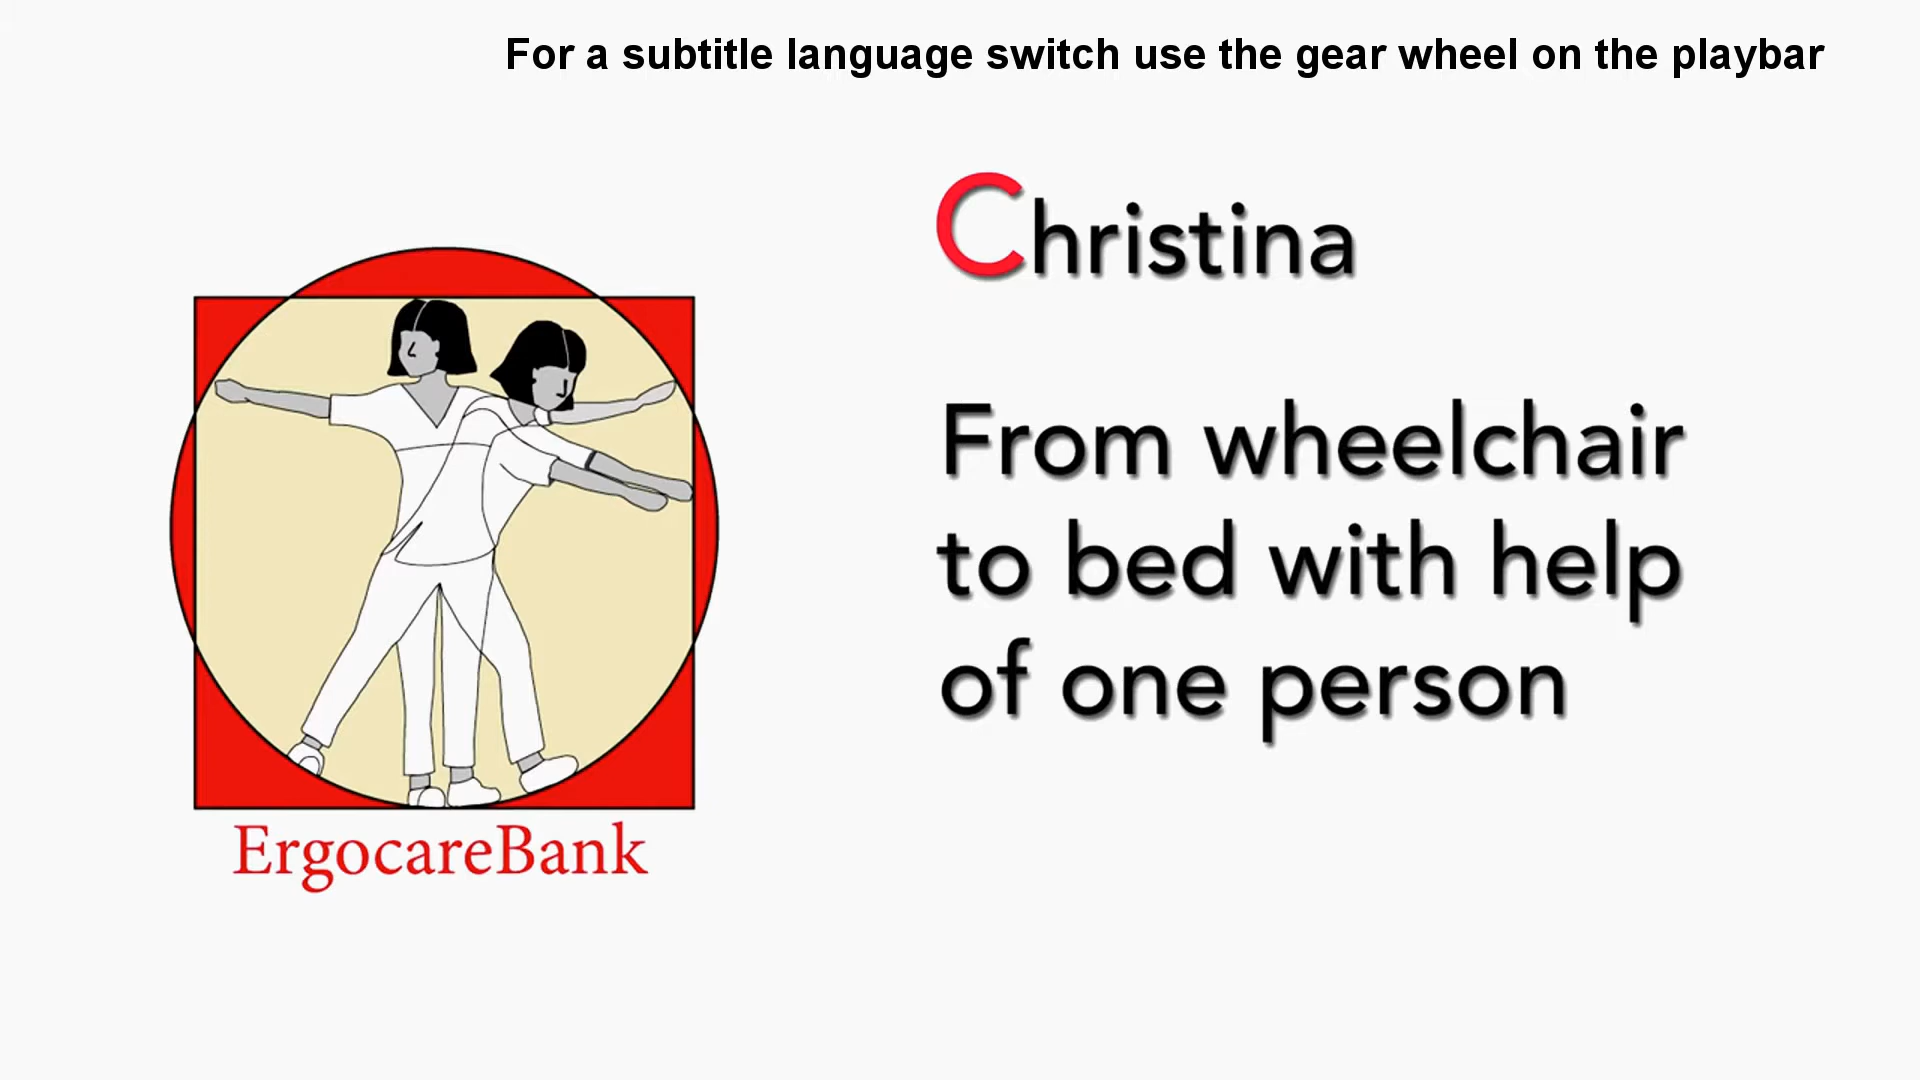 For a subtitle language switch use the gear wheel on the playbar
Christina
From wheelchair
to bed with help
of one person
ErgocareBank